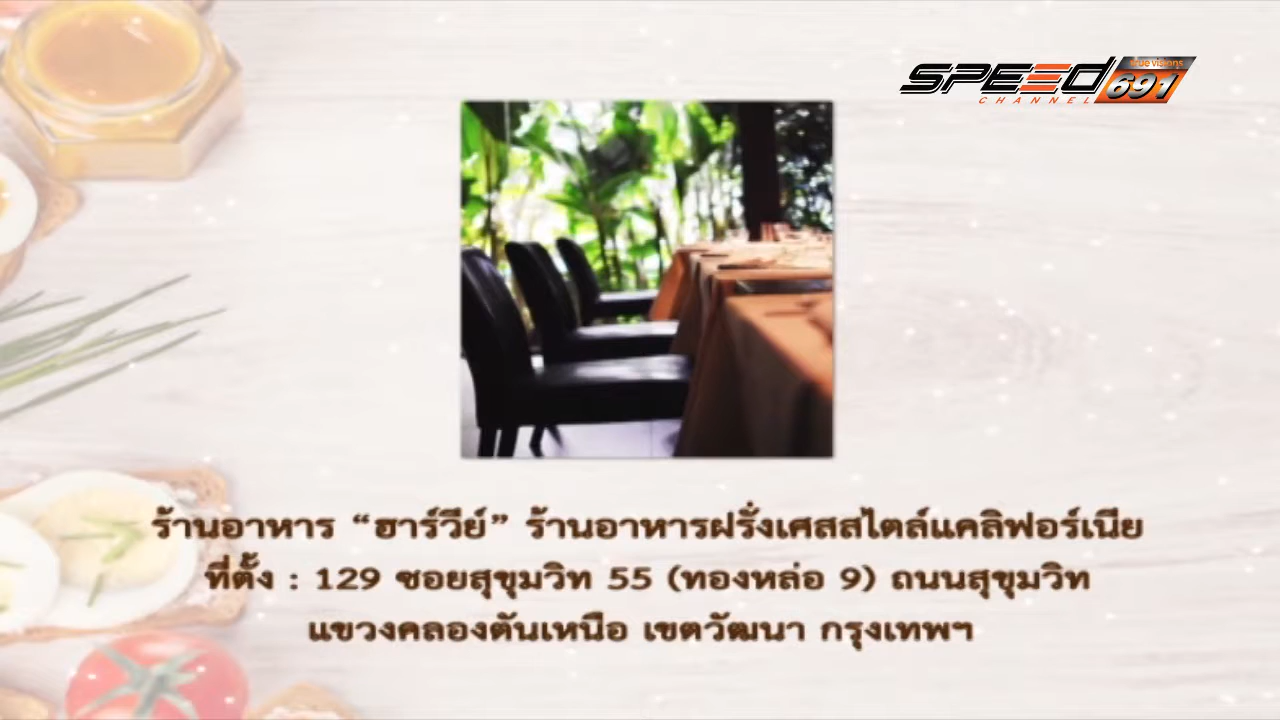 SPEED
CHANNEL
true visions
691
ร้านอาหาร “ฮาร์วีย์” ร้านอาหารฝรั่งเศสสไตล์แคลิฟอร์เนีย
ที่ตั้ง : 129 ซอยสุขุมวิท 55 (ทองหล่อ 9) ถนนสุขุมวิท
แขวงคลองตันเหนือ เขตวัฒนา กรุงเทพฯ